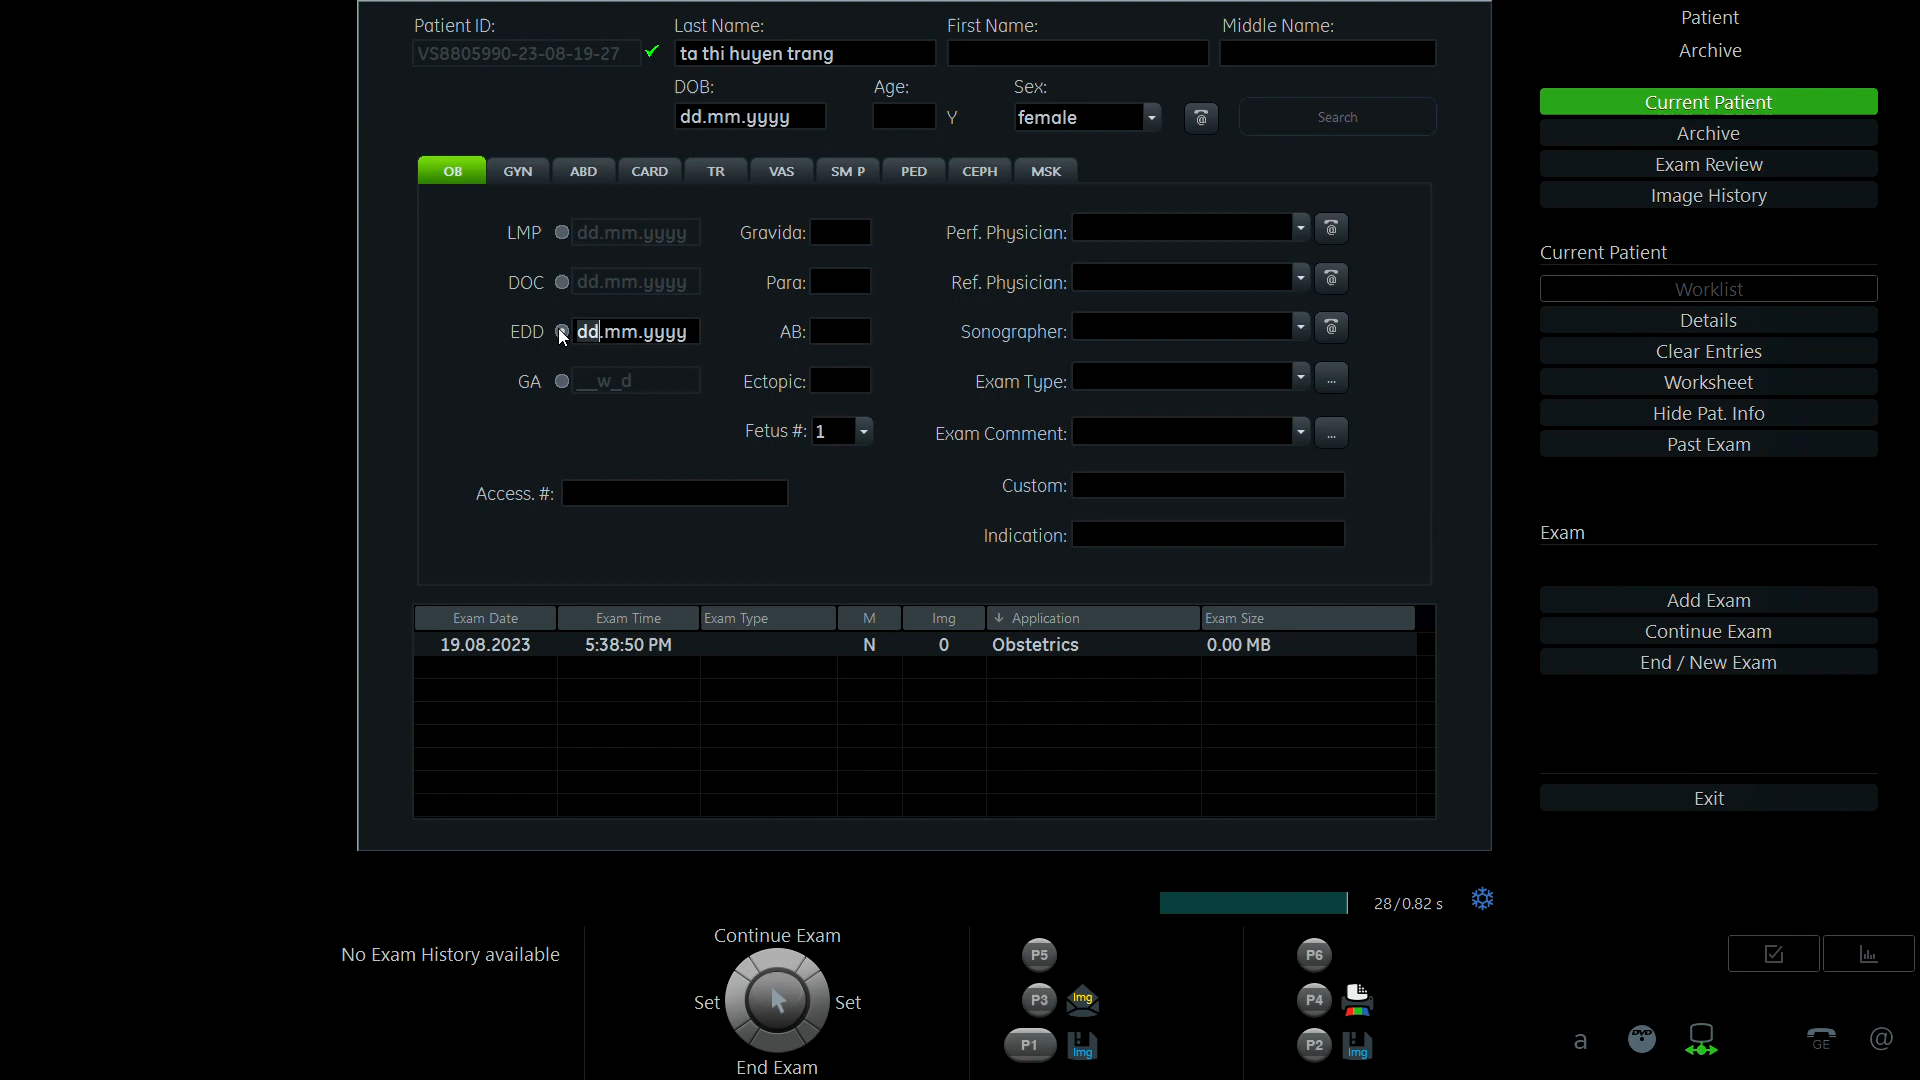 Patient ID: Last Name: First Name: Middle Name:
VS8805990-23-08-19-27 ta thi huyen trang
DOB: Age: Sex:
dd.mm.yyyy Y female @ Search
OB GYN ABD CARD TR VAS SM P PED CEPH MSK
LMP dd.mm.yyyy Gravida: Perf. Physician: @
DOC dd.mm.yyyy Para: Ref. Physician: @
EDD dd.mm.yyyy AB: Sonographer: @
GA __w_d Ectopic: Exam Type: ...
Fetus #: 1 Exam Comment: ...
Access. #: Custom:
Indication:
Exam Date Exam Time Exam Type M Img Application Exam Size
19.08.2023 5:38:50 PM N 0 Obstetrics 0.00 MB
28/0.82 s
No Exam History available
Continue Exam
Set Set
End Exam
P5
P3 Img
P1 Img
P6
P4
P2 Img
Patient
Archive
Current Patient
Archive
Exam Review
Image History
Current Patient
Worklist
Details
Clear Entries
Worksheet
Hide Pat. Info
Past Exam
Exam
Add Exam
Continue Exam
End / New Exam
Exit
a DVD GE @